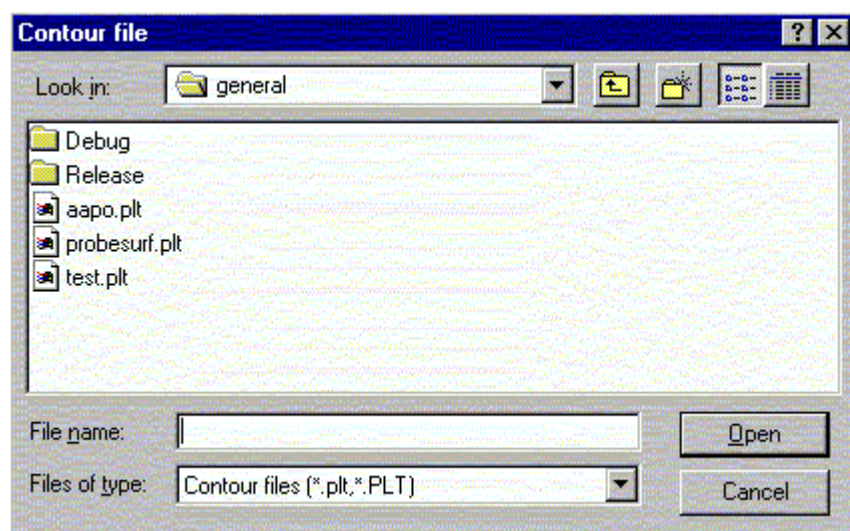 Contour file
Look in: general
Debug
Release
aapo.plt
probesurf.plt
test.plt
File name: Open
Files of type: Contour files (*.plt,*.PLT) Cancel